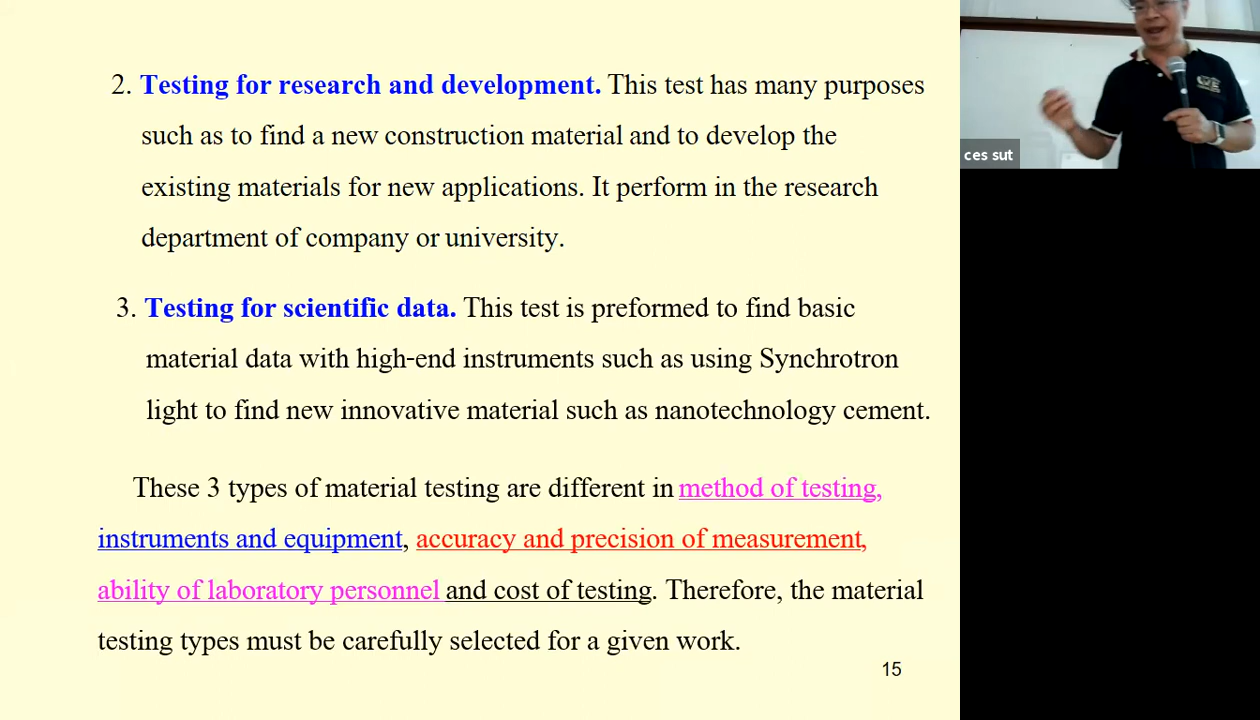 2. Testing for research and development. This test has many purposes
such as to find a new construction material and to develop the
existing materials for new applications. It perform in the research
department of company or university.
3. Testing for scientific data. This test is preformed to find basic
material data with high-end instruments such as using Synchrotron
light to find new innovative material such as nanotechnology cement.
These 3 types of material testing are different in method of testing,
instruments and equipment, accuracy and precision of measurement,
ability of laboratory personnel and cost of testing. Therefore, the material
testing types must be carefully selected for a given work.
15
ces sut